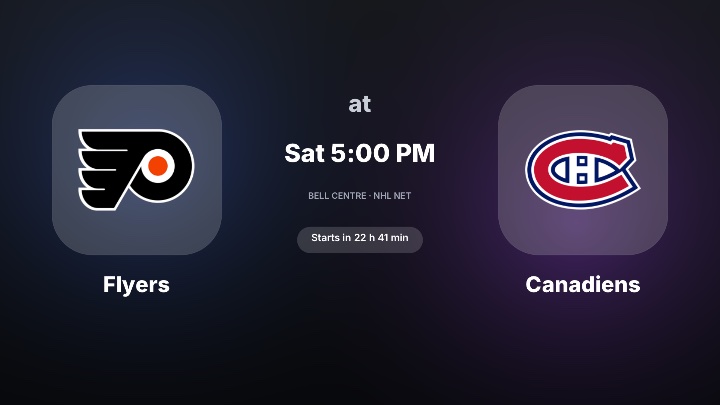 at
Sat 5:00 PM
BELL CENTRE · NHL NET
Starts in 22 h 41 min
Flyers
Canadiens